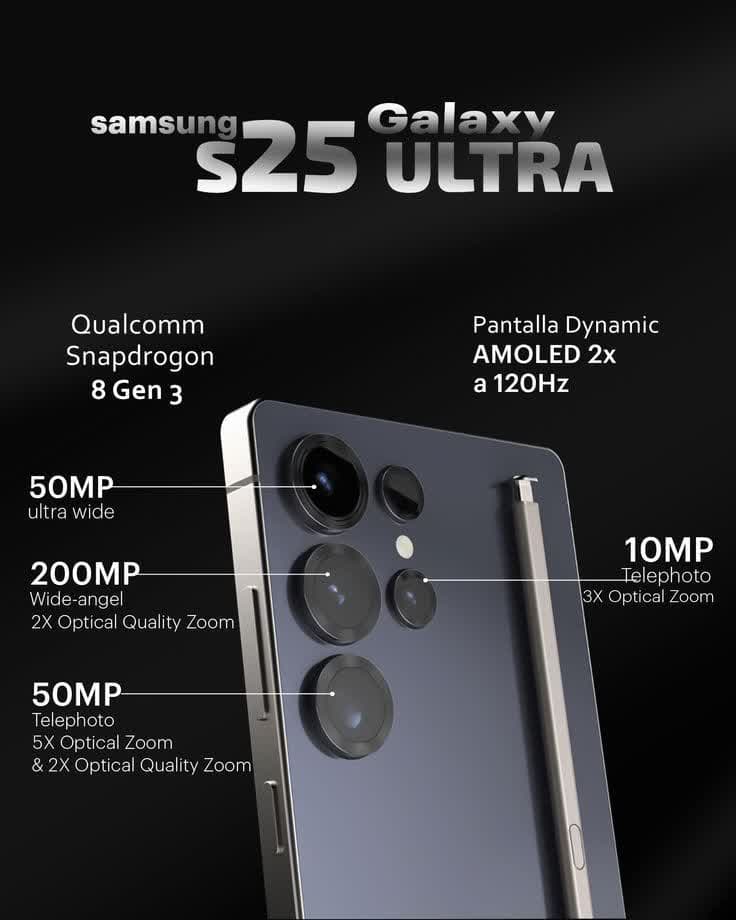 samsung Galaxy
S25 ULTRA
Qualcomm
Snapdrogon
8 Gen 3
Pantalla Dynamic
AMOLED 2x
a 120Hz
50MP
ultra wide
200MP
Wide-angel
2X Optical Quality Zoom
50MP
Telephoto
5X Optical Zoom
& 2X Optical Quality Zoom
10MP
Telephoto
3X Optical Zoom